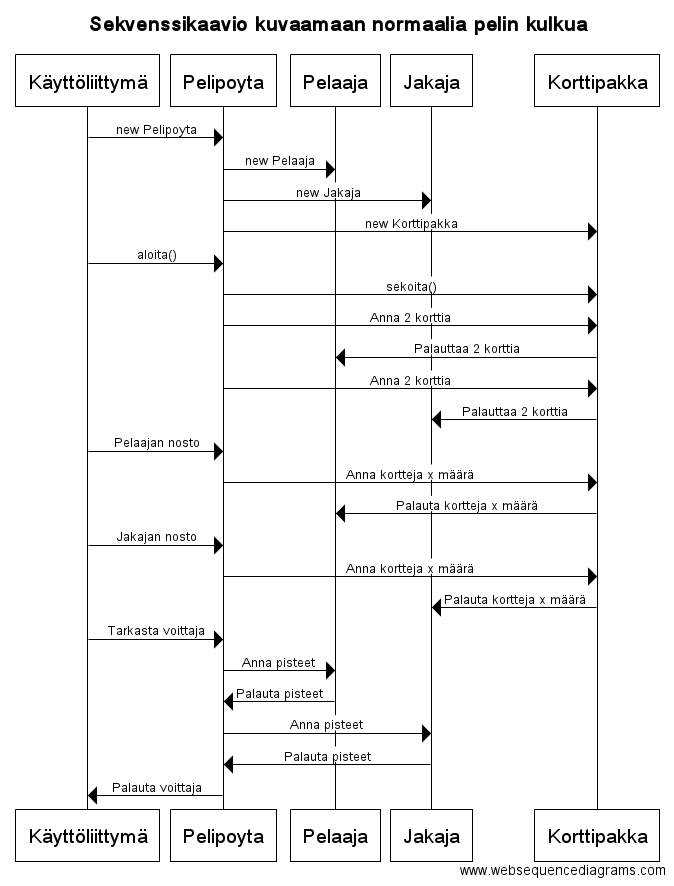 Sekvenssikaavio kuvaamaan normaalia pelin kulkua
Käyttöliittymä Pelipoyta Pelaaja Jakaja Korttipakka
new Pelipoyta
new Pelaaja
new Jakaja
new Korttipakka
aloita()
sekoita()
Anna 2 korttia
Palauttaa 2 korttia
Anna 2 korttia
Palauttaa 2 korttia
Pelaajan nosto
Anna kortteja x määrä
Palauta kortteja x määrä
Jakajan nosto
Anna kortteja x määrä
Palauta kortteja x määrä
Tarkasta voittaja
Anna pisteet
Palauta pisteet
Anna pisteet
Palauta pisteet
Palauta voittaja
Käyttöliittymä Pelipoyta Pelaaja Jakaja Korttipakka
www.websequencediagrams.com